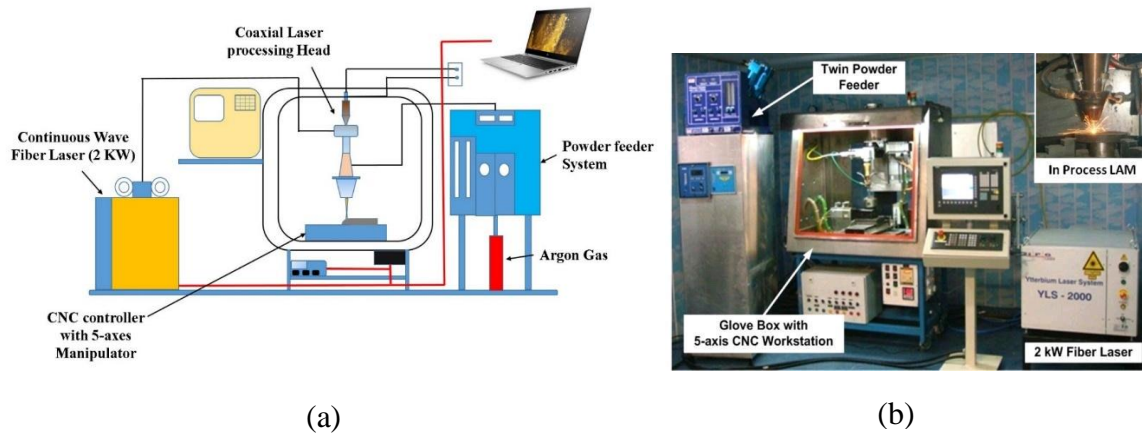 Coaxial Laser
processing Head
Continuous Wave
Fiber Laser (2 KW)
Powder feeder
System
Argon Gas
CNC controller
with 5-axes
Manipulator
(a)
Twin Powder
Feeder
In Process LAM
Glove Box with
5-axis CNC Workstation
Ytterbium Laser System
YLS - 2000
2 kW Fiber Laser
(b)